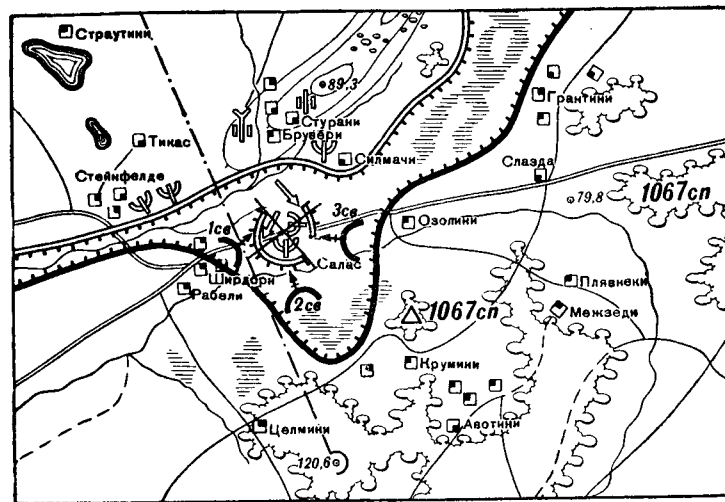 Страутини
89,3
Грантини
Стурани
Брувери
Тикас
Силмачи
Слазда
Стейнфелде
79,8
1067сп
1св
3св
Озолини
Салас
Ширдорн
Плявнеки
Рабели
2св
1067сп
Межзеди
Крумини
Целмини
Авотини
120,6